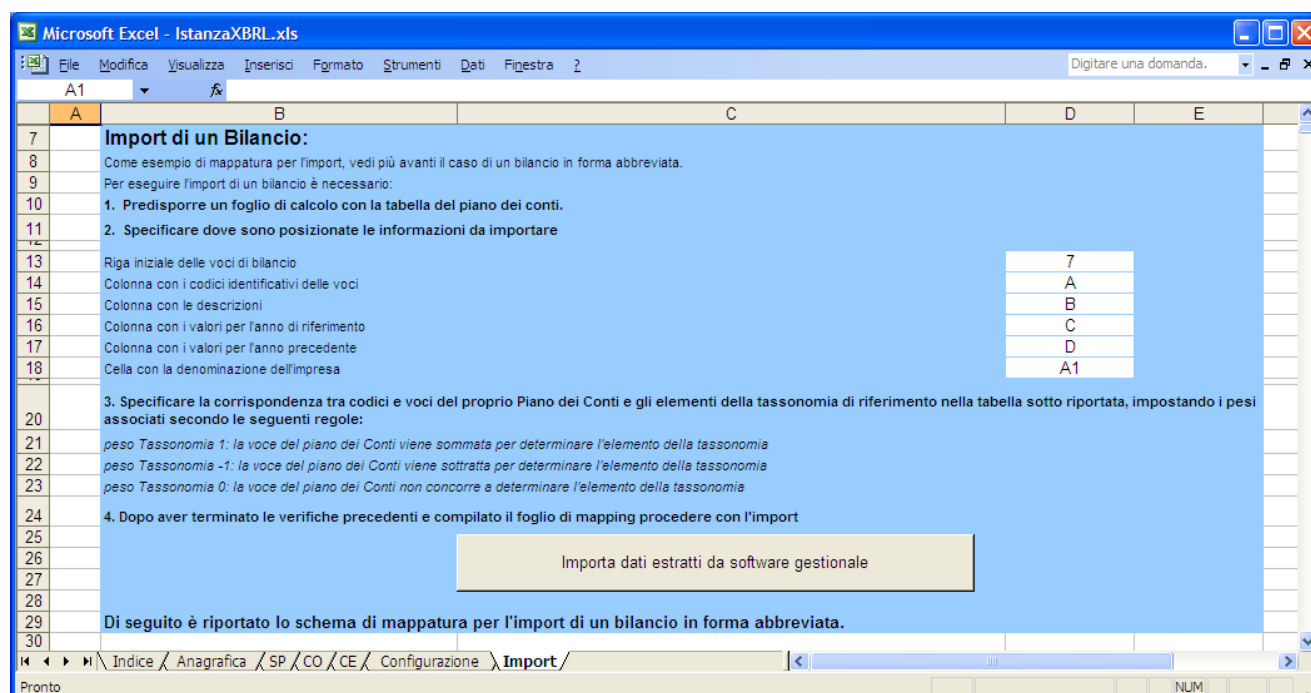 Microsoft Excel - IstanzaXBRL.xls
File Modifica Visualizza Inserisci Formato Strumenti Dati Finestra ? Digitare una domanda.
A1 fx
A B C D E
7 Import di un Bilancio:
8 Come esempio di mappatura per l'import, vedi più avanti il caso di un bilancio in forma abbreviata.
9 Per eseguire l'import di un bilancio è necessario:
10 1. Predisporre un foglio di calcolo con la tabella del piano dei conti.
11 2. Specificare dove sono posizionate le informazioni da importare
12
13 Riga iniziale delle voci di bilancio 7
14 Colonna con i codici identificativi delle voci A
15 Colonna con le descrizioni B
16 Colonna con i valori per l'anno di riferimento C
17 Colonna con i valori per l'anno precedente D
18 Cella con la denominazione dell'impresa A1
3. Specificare la corrispondenza tra codici e voci del proprio Piano dei Conti e gli elementi della tassonomia di riferimento nella tabella sotto riportata, impostando i pesi
20 associati secondo le seguenti regole:
21 peso Tassonomia 1: la voce del piano dei Conti viene sommata per determinare l'elemento della tassonomia
22 peso Tassonomia -1: la voce del piano dei Conti viene sottratta per determinare l'elemento della tassonomia
23 peso Tassonomia 0: la voce del piano dei Conti non concorre a determinare l'elemento della tassonomia
24 4. Dopo aver terminato le verifiche precedenti e compilato il foglio di mapping procedere con l'import
25
26 Importa dati estratti da software gestionale
27
28
29 Di seguito è riportato lo schema di mappatura per l'import di un bilancio in forma abbreviata.
30
Indice / Anagrafica / SP / CO / CE / Configurazione \ Import /
Pronto NUM